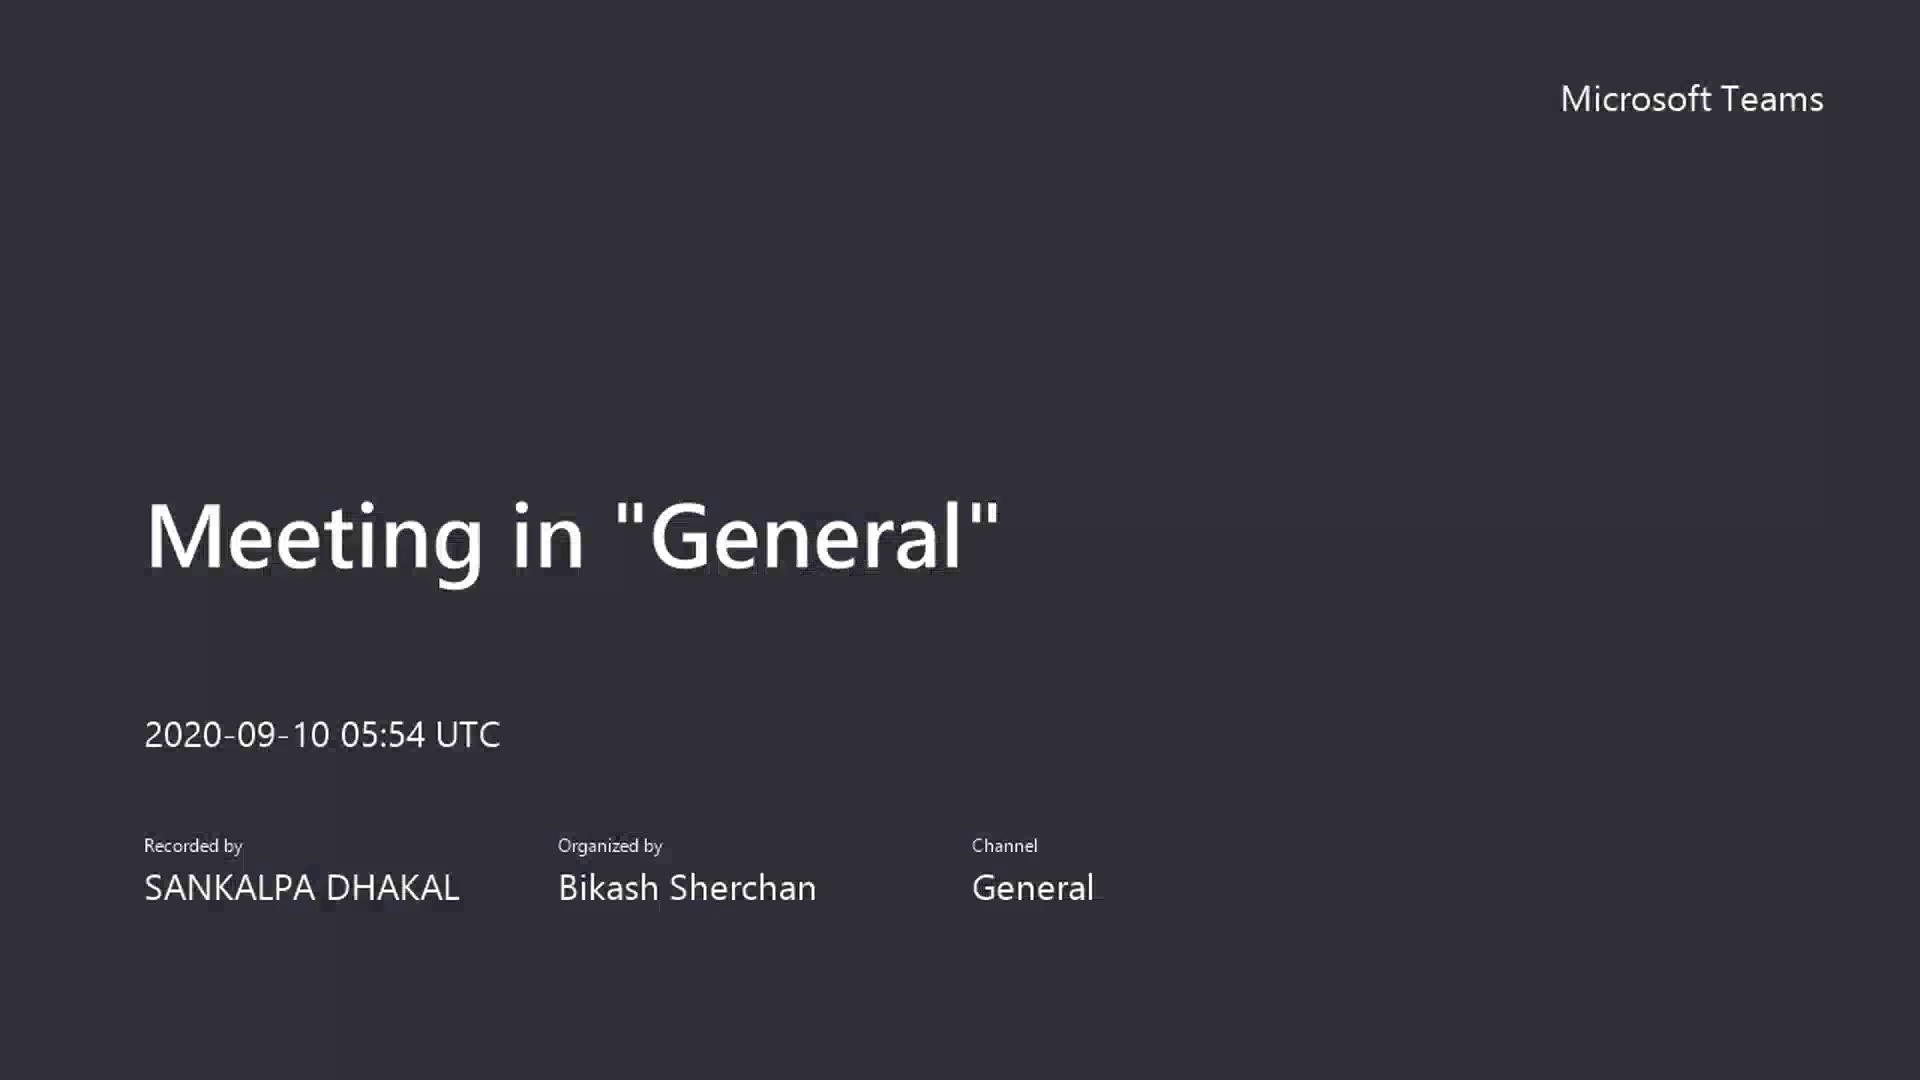 Microsoft Teams
Meeting in "General"
2020-09-10 05:54 UTC
Recorded by
SANKALPA DHAKAL
Organized by
Bikash Sherchan
Channel
General